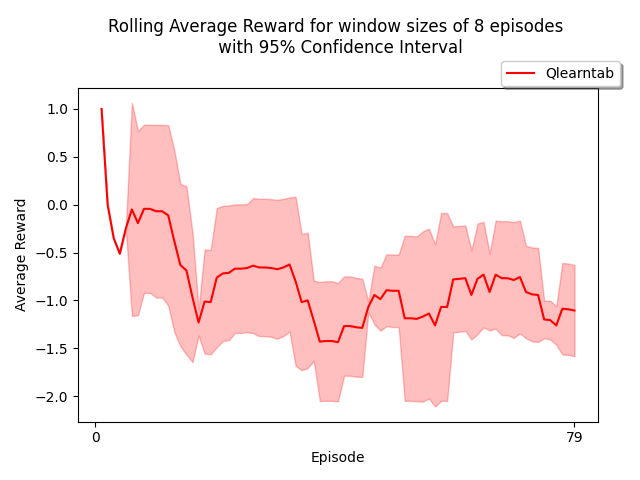 Rolling Average Reward for window sizes of 8 episodes
with 95% Confidence Interval
Qlearntab
1.0
0.5
0.0
−0.5
−1.0
−1.5
−2.0
Average Reward
0
79
Episode